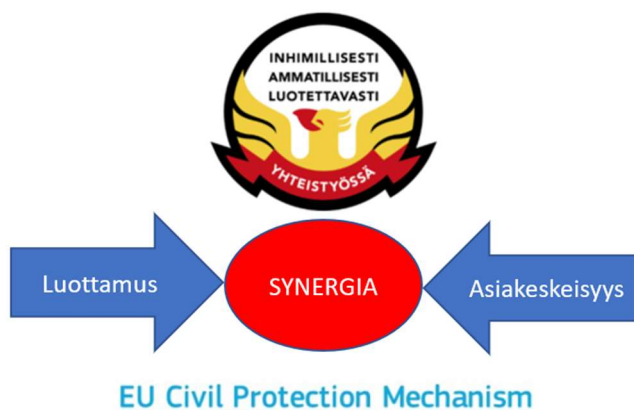 INHIMILLISESTI
AMMATILLISESTI
LUOTETTAVASTI
YHTEISTYÖSSÄ
Luottamus
SYNERGIA
Asiakeskeisyys
EU Civil Protection Mechanism